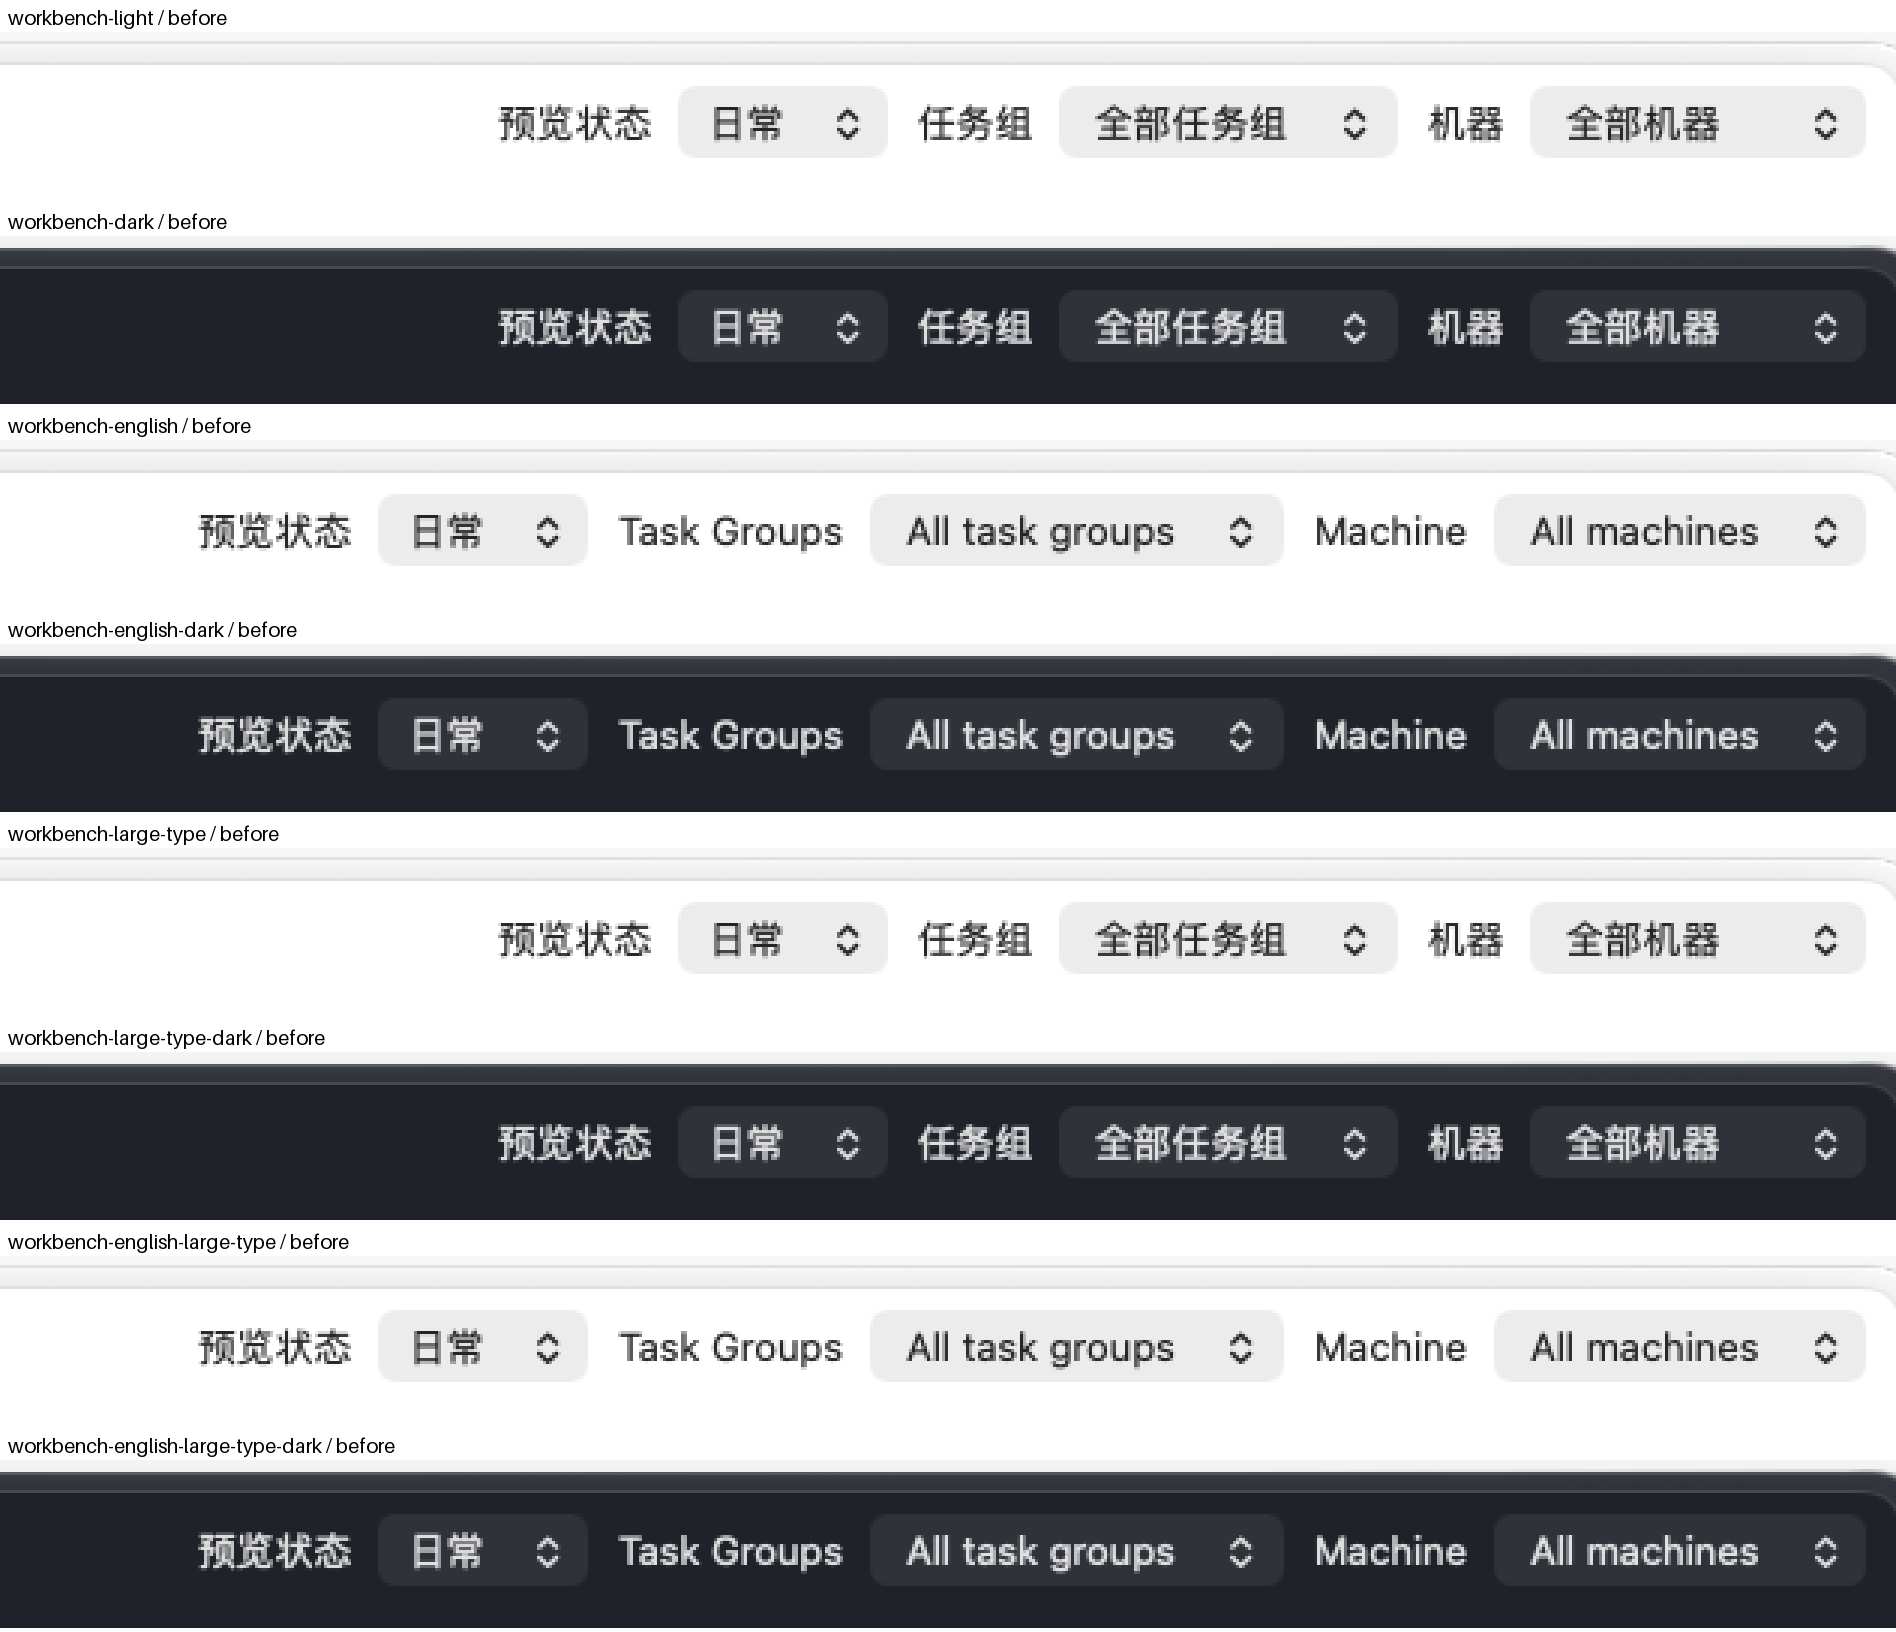 workbench-light / before
预览状态 日常 任务组 全部任务组 机器 全部机器
workbench-dark / before
预览状态 日常 任务组 全部任务组 机器 全部机器
workbench-english / before
预览状态 日常 Task Groups All task groups Machine All machines
workbench-english-dark / before
预览状态 日常 Task Groups All task groups Machine All machines
workbench-large-type / before
预览状态 日常 任务组 全部任务组 机器 全部机器
workbench-large-type-dark / before
预览状态 日常 任务组 全部任务组 机器 全部机器
workbench-english-large-type / before
预览状态 日常 Task Groups All task groups Machine All machines
workbench-english-large-type-dark / before
预览状态 日常 Task Groups All task groups Machine All machines